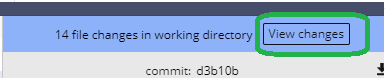 14 file changes in working directory View changes
commit: d3b10b